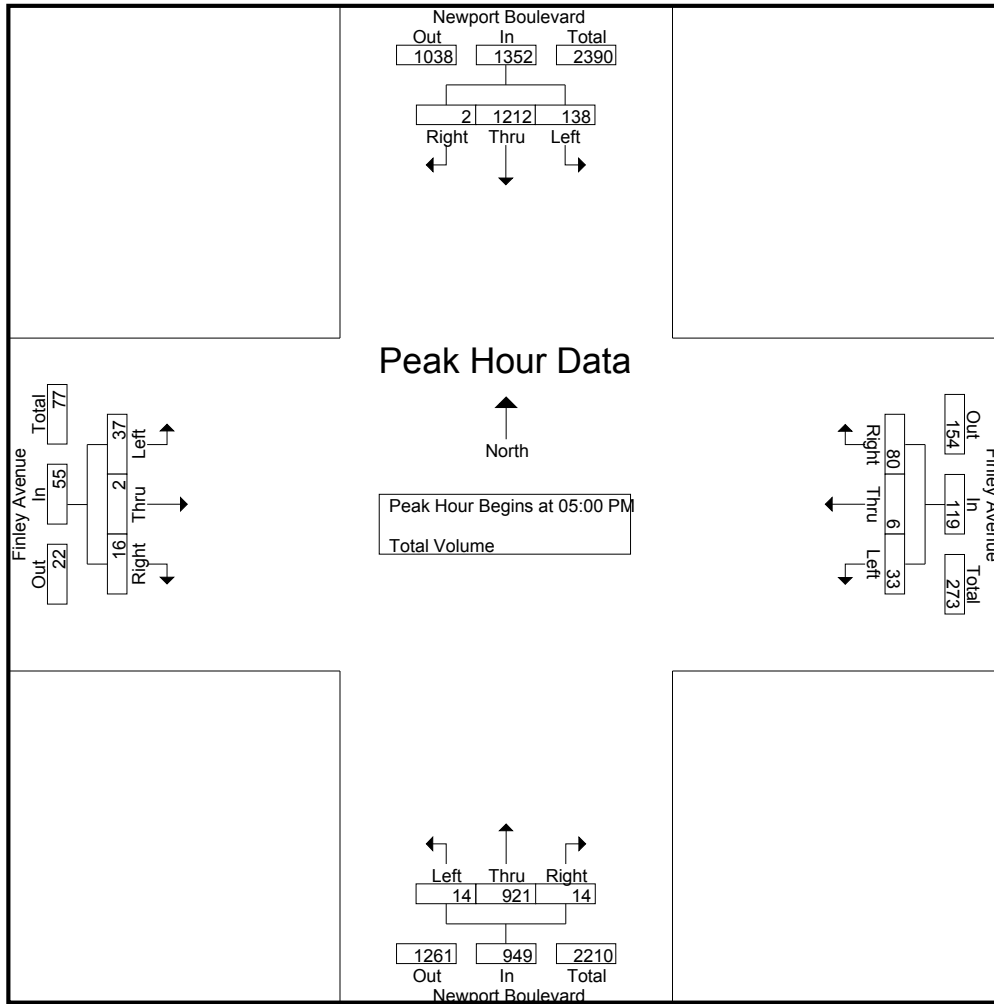 Newport Boulevard
Out In Total
1038 1352 2390
2 1212 138
Right Thru Left
Peak Hour Data
North
Peak Hour Begins at 05:00 PM
Total Volume
Finley Avenue
Total In Out
77 55 22
37 2 16
Left Thru Right
Right Thru Left
80 6 33
Out In Total
154 119 273
Finley Avenue
Left Thru Right
14 921 14
1261 949 2210
Out In Total
Newport Boulevard